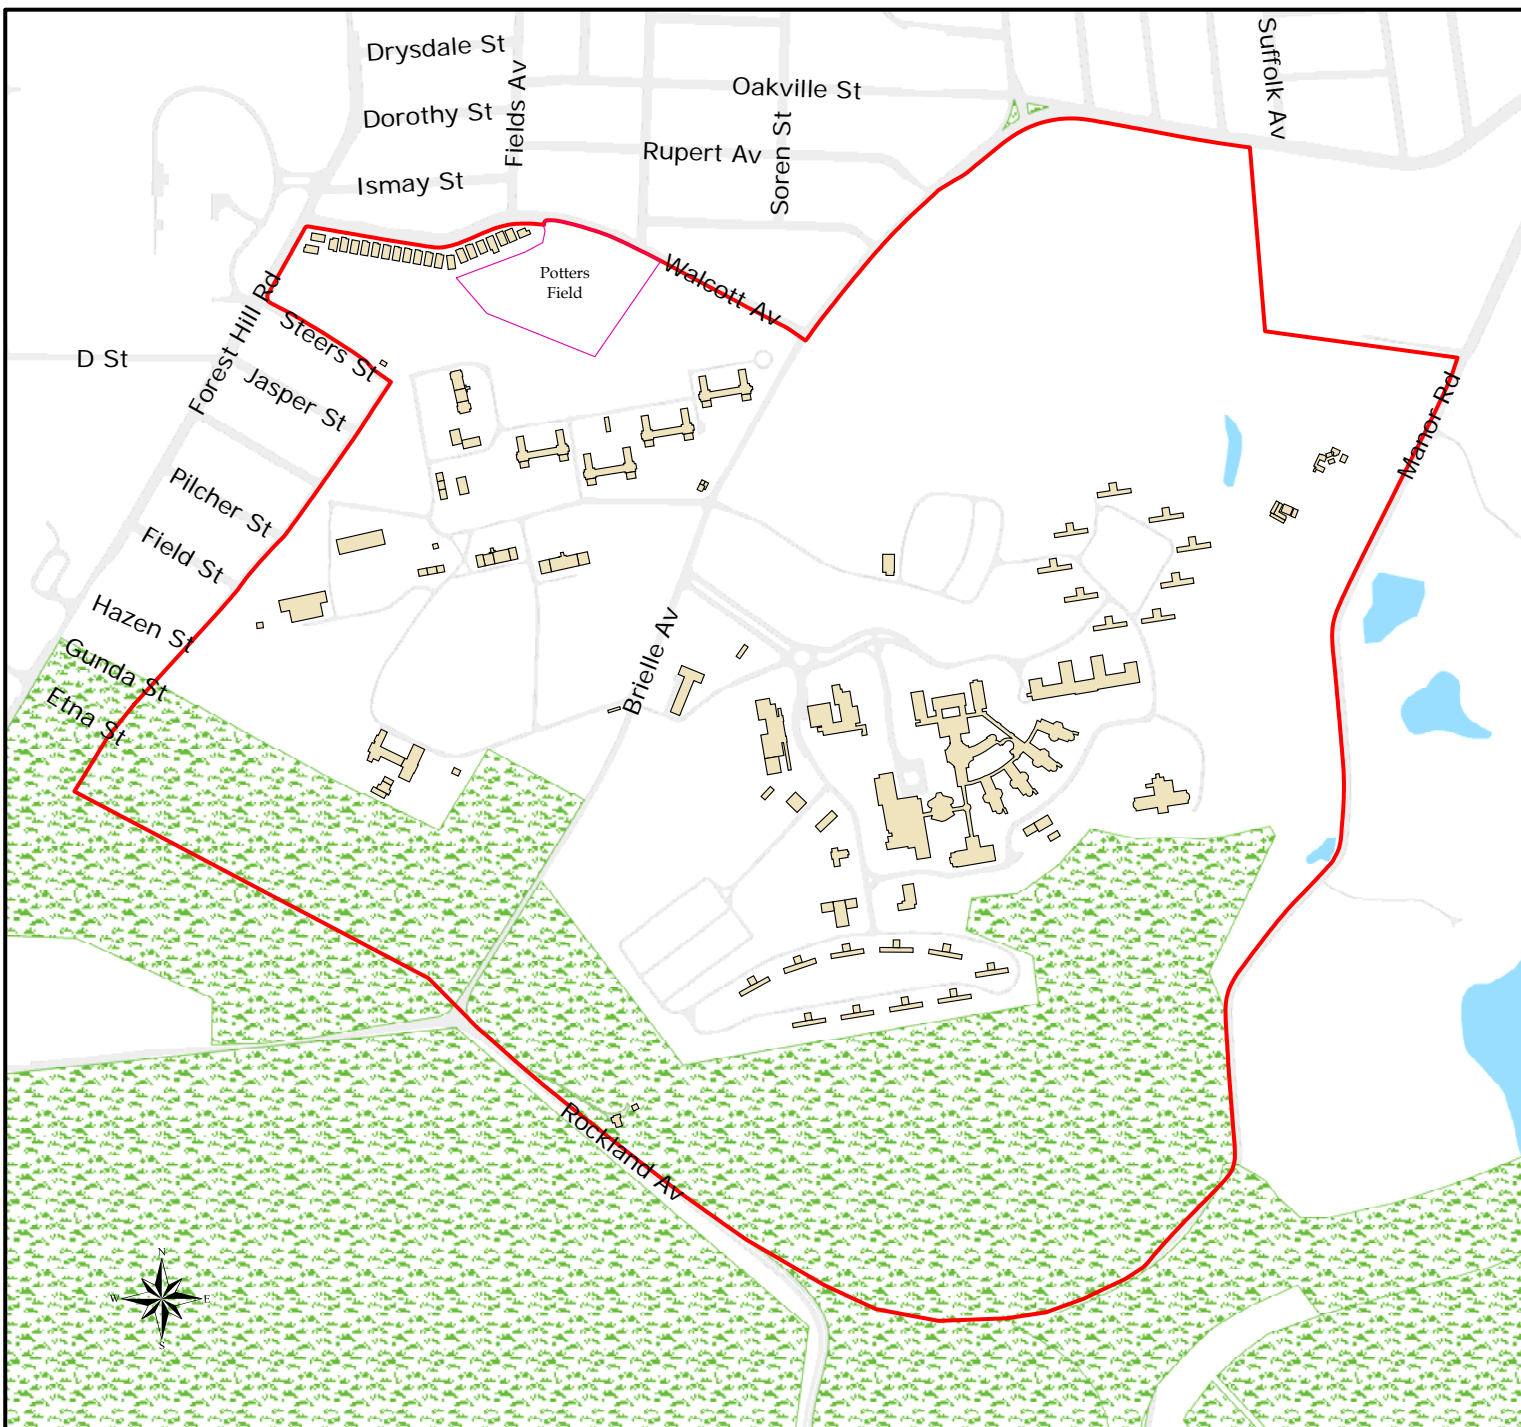 Drysdale St
Fields Av
Suffolk Av
Oakville St
Dorothy St
Soren St
Rupert Av
Ismay St
Potters
Field
Walcott Av
Forest Hill Rd
Steers St
D St
Jasper St
Manor Rd
Pilcher St
Field St
Hazen St
Gunda St
Etna St
Brielle Av
Rockland Av
N
W
E
S